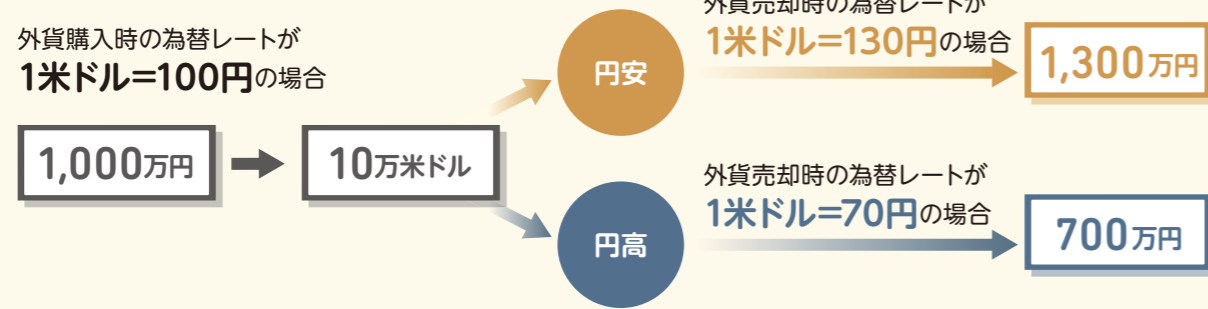 外貨購入時の為替レートが
1米ドル=100円の場合
1,000万円
10万米ドル
円安
外貨売却時の為替レートが
1米ドル=130円の場合
1,300万円
円高
外貨売却時の為替レートが
1米ドル=70円の場合
700万円